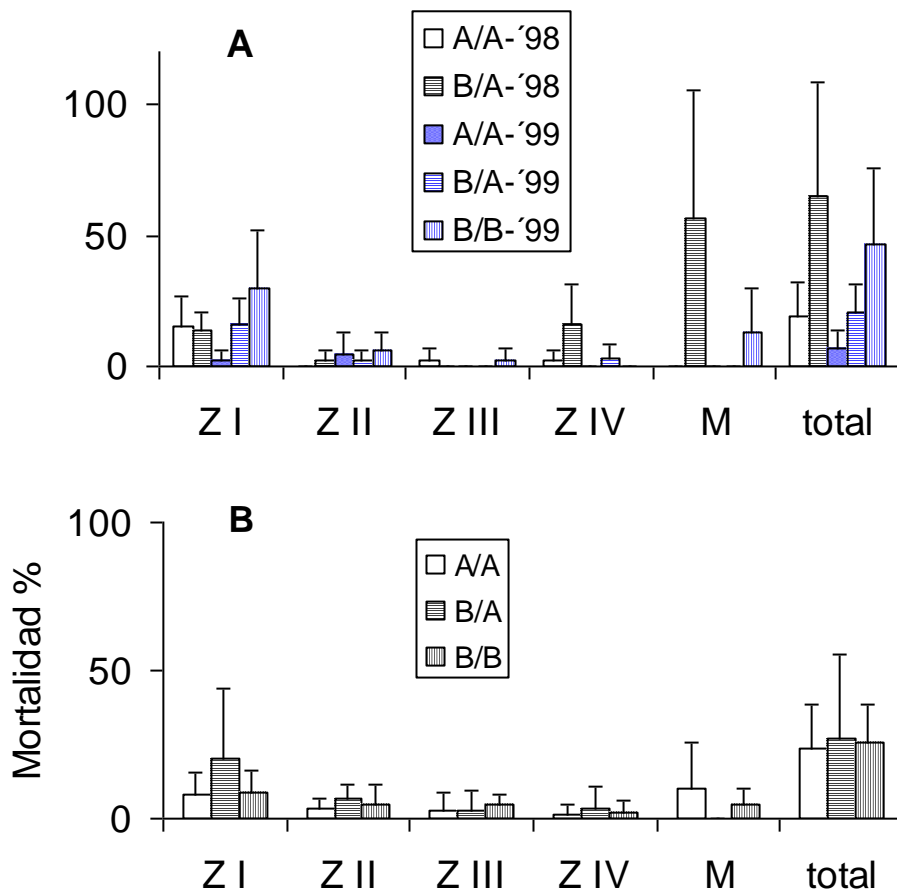 A
A/A-´98
B/A-´98
A/A-´99
B/A-´99
B/B-´99
100
50
0
Z I Z II Z III Z IV M total
B
A/A
B/A
B/B
Mortalidad %
100
50
0
Z I Z II Z III Z IV M total